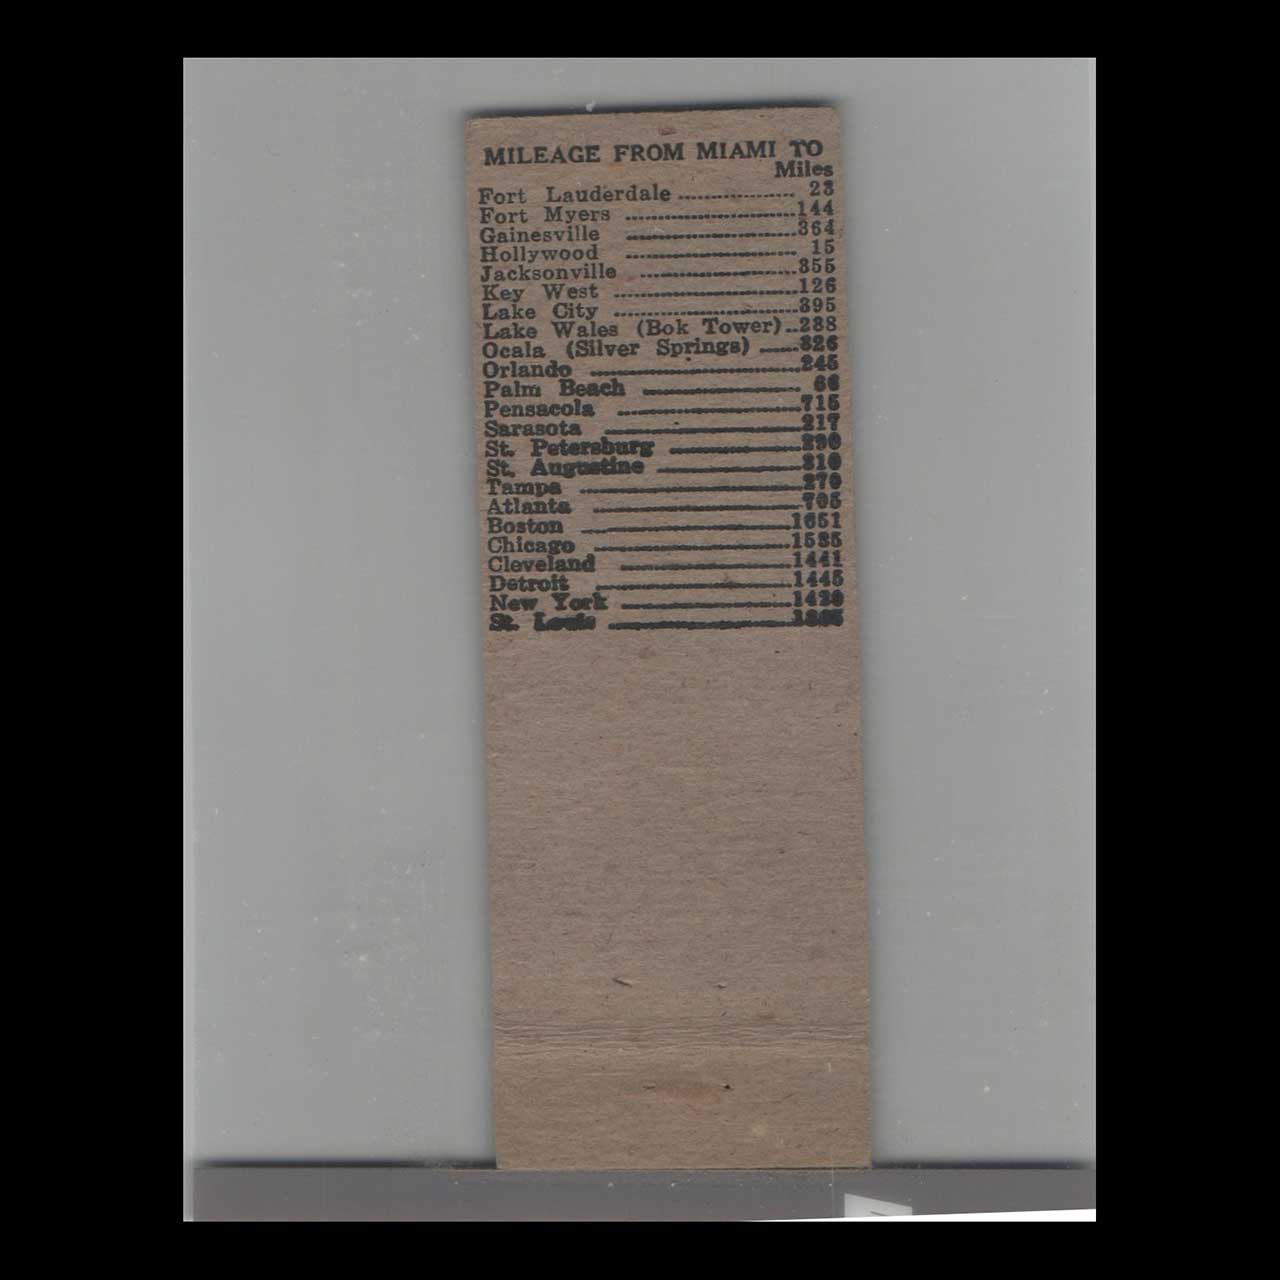 MILEAGE FROM MIAMI TO
Miles
Fort Lauderdale ................ 23
Fort Myers ........................144
Gainesville ........................364
Hollywood ........................ 15
Jacksonville ......................355
Key West ..........................126
Lake City ..........................395
Lake Wales (Bok Tower)..288
Ocala (Silver Springs) ......326
Orlando ..............................245
Palm Beach ...................... 66
Pensacola ..........................715
Sarasota ............................217
St. Petersburg ..................290
St. Augustine ....................310
Tampa ................................270
Atlanta ..............................705
Boston ..............................1651
Chicago ............................
Cleveland ........................1441
Detroit ............................1445
New York ........................
St. Louis ..........................